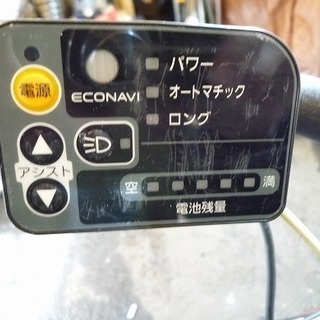 電源
ECONAVI
パワー
オートマチック
ロング
アシスト
空
満
電池残量